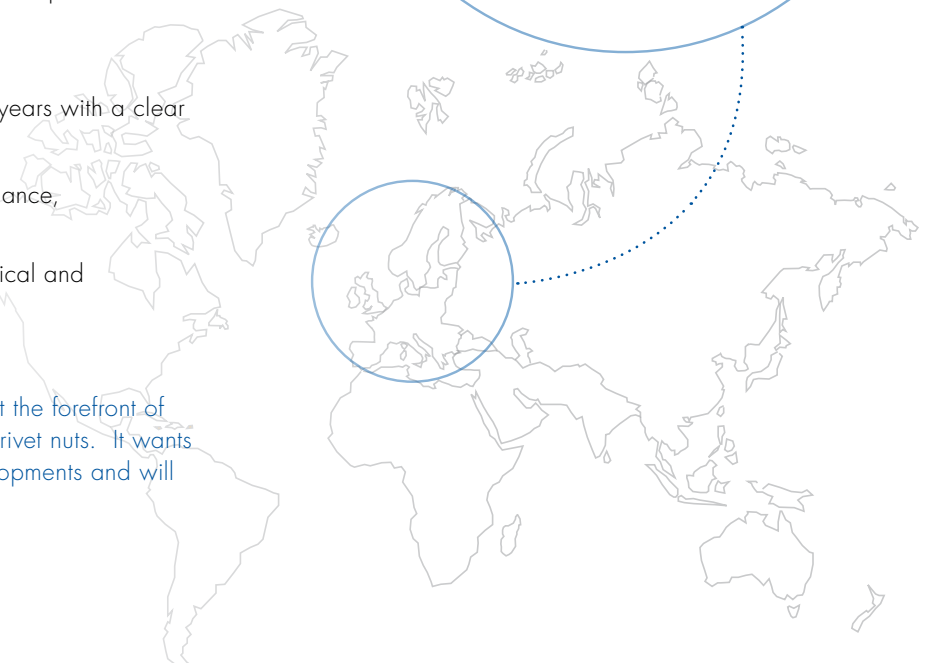 years with a clear
ance,
ical and
t the forefront of
rivet nuts. It wants
opments and will